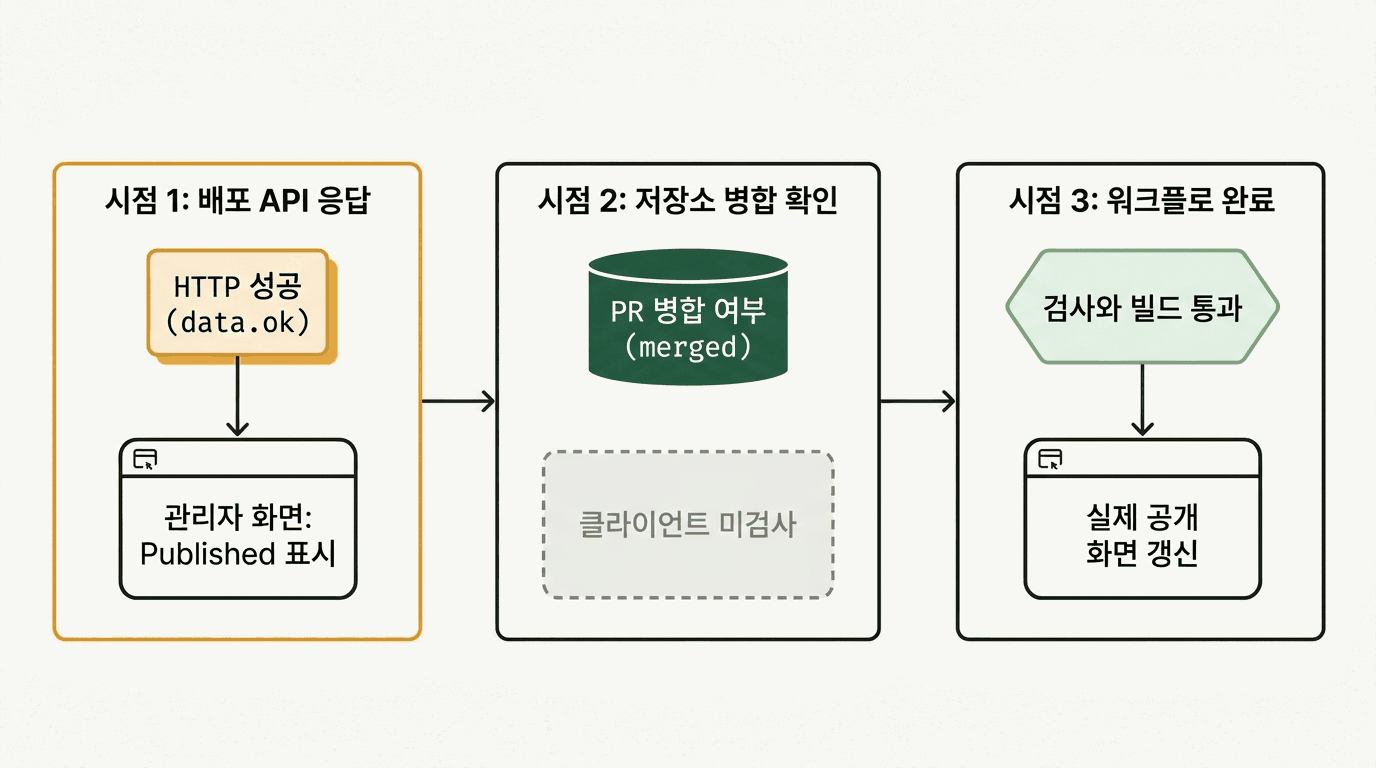 시점 1: 배포 API 응답
HTTP 성공
(data.ok)
관리자 화면:
Published 표시
시점 2: 저장소 병합 확인
PR 병합 여부
(merged)
클라이언트 미검사
시점 3: 워크플로 완료
검사와 빌드 통과
실제 공개
화면 갱신